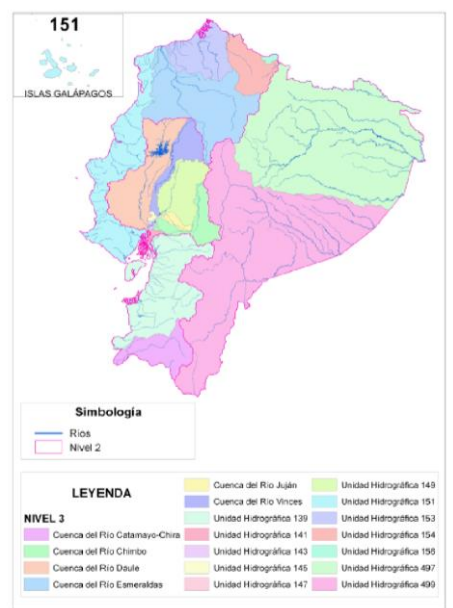 151
ISLAS GALÁPAGOS
Simbología
Rios
Nivel 2
LEYENDA
NIVEL 3
Cuenca del Río Catamayo-Chira
Cuenca del Río Chimbo
Cuenca del Río Daule
Cuenca del Río Esmeraldas
Cuenca del Río Juján
Cuenca del Río Vinces
Unidad Hidrográfica 139
Unidad Hidrográfica 141
Unidad Hidrográfica 143
Unidad Hidrográfica 145
Unidad Hidrográfica 147
Unidad Hidrográfica 149
Unidad Hidrográfica 151
Unidad Hidrográfica 153
Unidad Hidrográfica 154
Unidad Hidrográfica 156
Unidad Hidrográfica 497
Unidad Hidrográfica 499